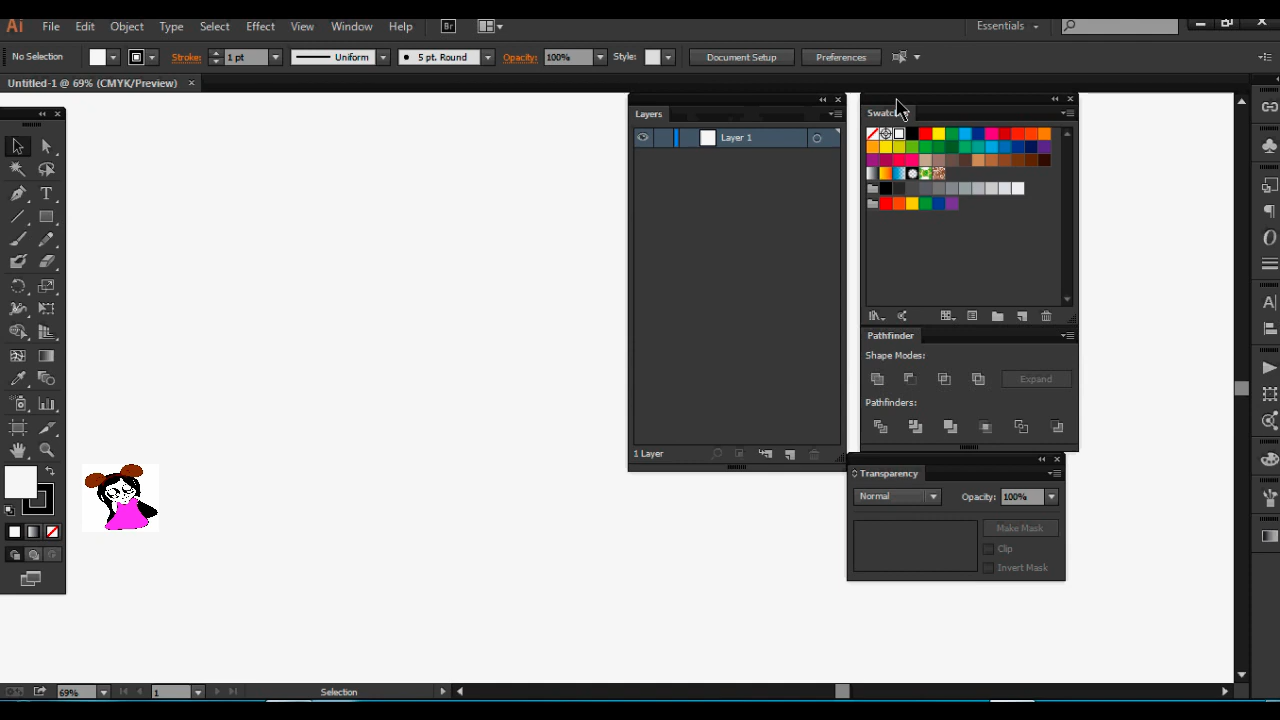 Ai File Edit Object Type Select Effect View Window Help Br Essentials
No Selection Stroke: 1 pt Uniform 5 pt. Round Opacity: 100% Style: Document Setup Preferences
Untitled-1 @ 69% (CMYK/Preview)
Layers
Layer 1
1 Layer
Pathfinder
Shape Modes:
Expand
Pathfinders:
Transparency
Normal Opacity: 100%
Make Mask
Clip
Invert Mask
69% 1 Selection